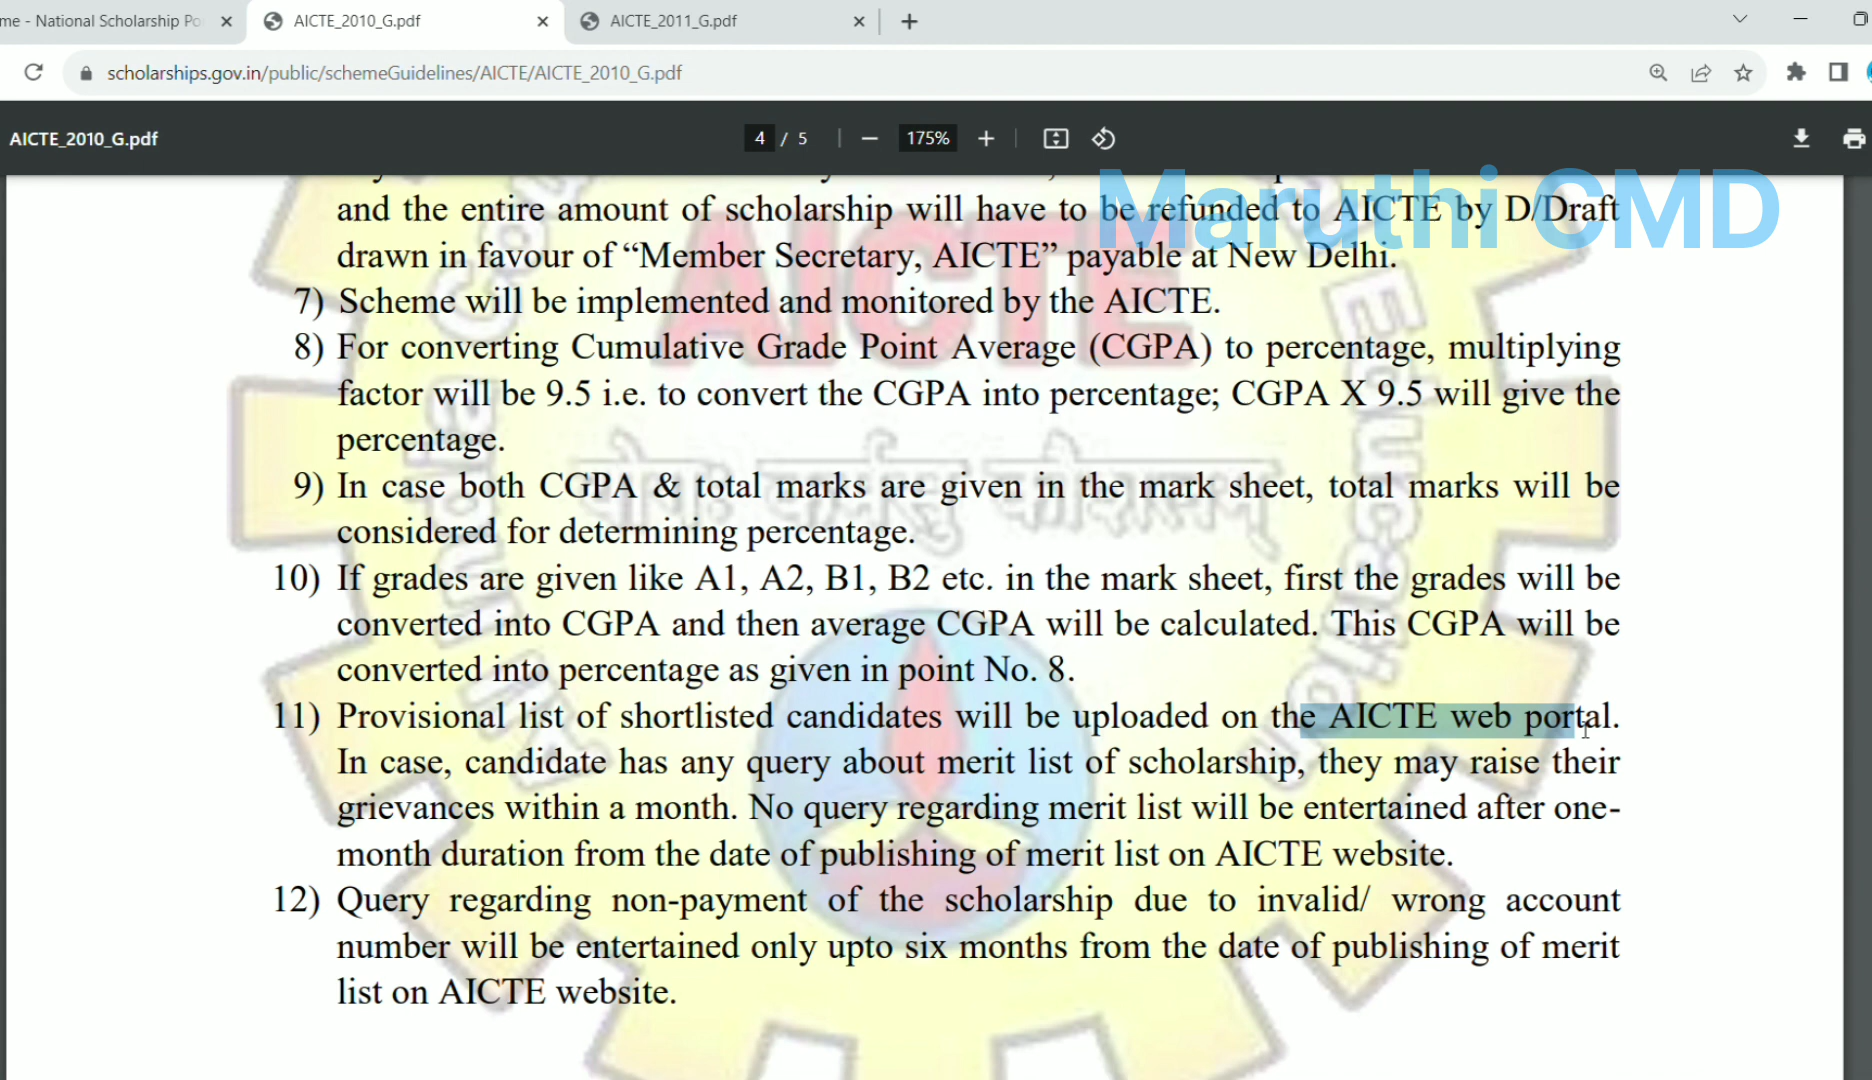 me - National Scholarship Po
AICTE_2010_G.pdf
AICTE_2011_G.pdf
scholarships.gov.in/public/schemeGuidelines/AICTE/AICTE_2010_G.pdf
AICTE_2010_G.pdf
4 / 5
175%
Maruthi CMD
and the entire amount of scholarship will have to be refunded to AICTE by D/Draft
drawn in favour of “Member Secretary, AICTE” payable at New Delhi.
7) Scheme will be implemented and monitored by the AICTE.
8) For converting Cumulative Grade Point Average (CGPA) to percentage, multiplying
factor will be 9.5 i.e. to convert the CGPA into percentage; CGPA X 9.5 will give the
percentage.
9) In case both CGPA & total marks are given in the mark sheet, total marks will be
considered for determining percentage.
10) If grades are given like A1, A2, B1, B2 etc. in the mark sheet, first the grades will be
converted into CGPA and then average CGPA will be calculated. This CGPA will be
converted into percentage as given in point No. 8.
11) Provisional list of shortlisted candidates will be uploaded on the AICTE web portal.
In case, candidate has any query about merit list of scholarship, they may raise their
grievances within a month. No query regarding merit list will be entertained after one-
month duration from the date of publishing of merit list on AICTE website.
12) Query regarding non-payment of the scholarship due to invalid/ wrong account
number will be entertained only upto six months from the date of publishing of merit
list on AICTE website.
AICTE